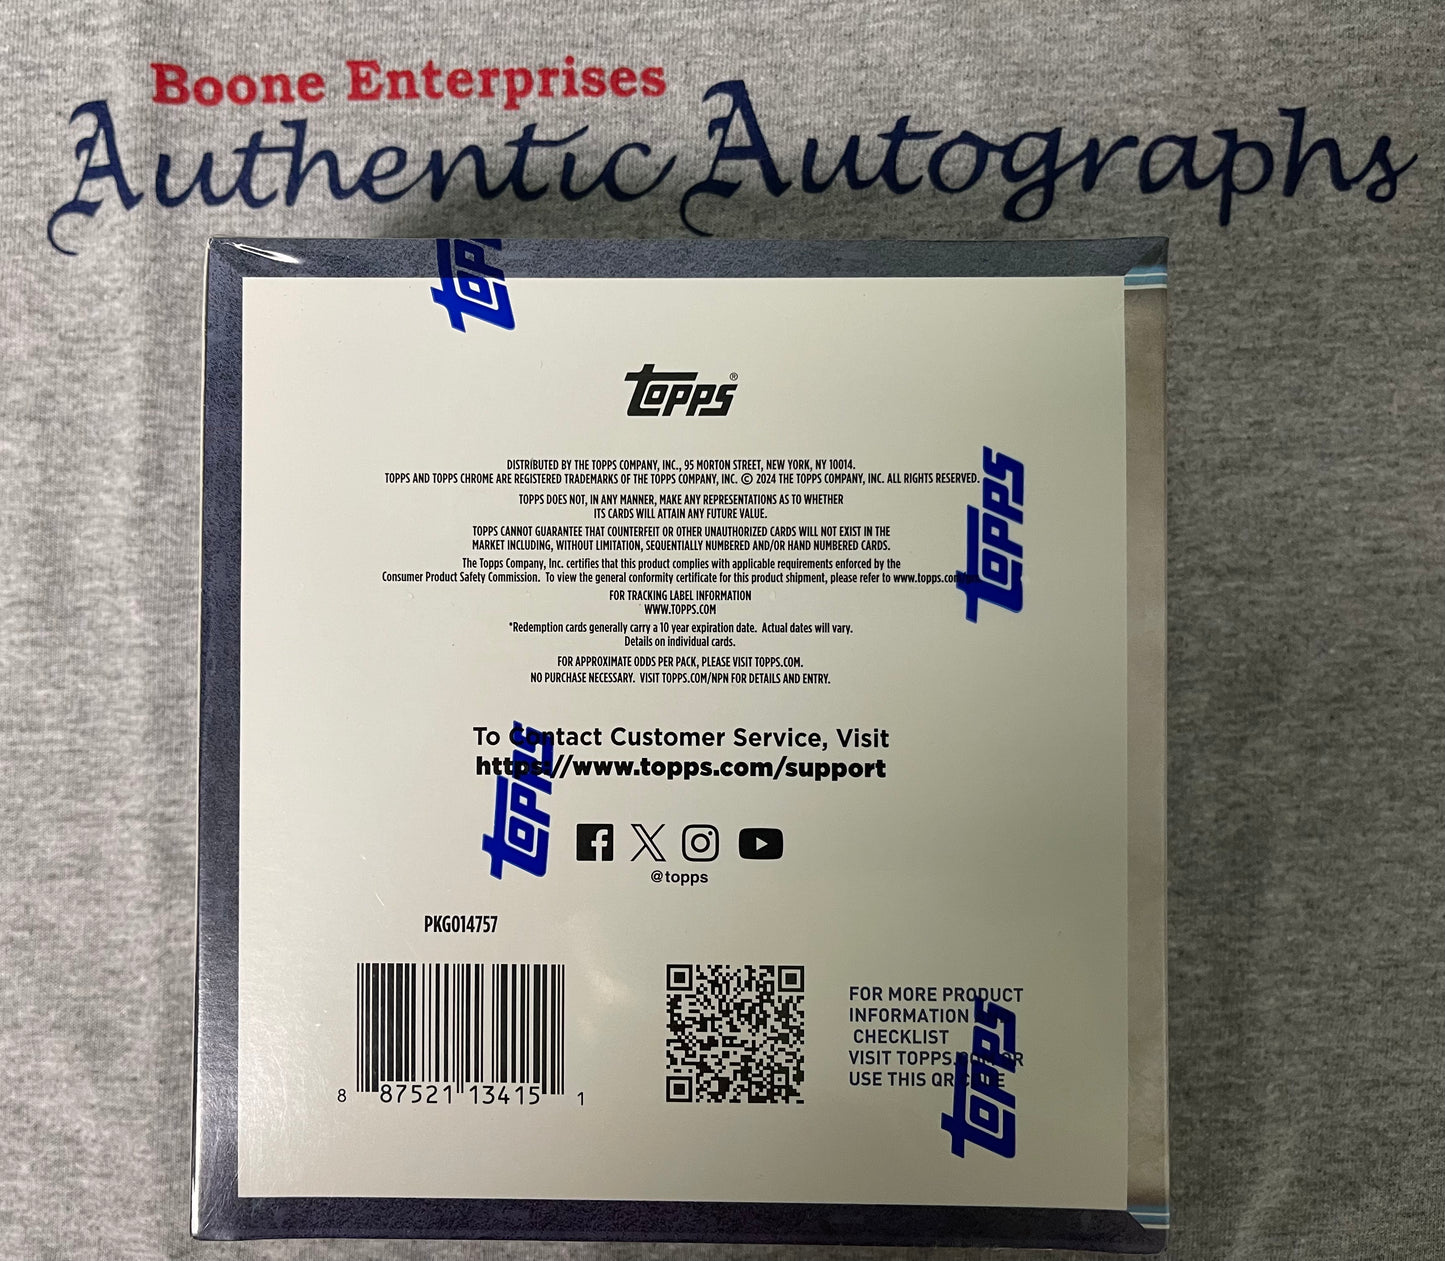 Boone Enterprises
Authentic Autographs
TOPPS
TOPPS®
DISTRIBUTED BY THE TOPPS COMPANY, INC., 95 MORTON STREET, NEW YORK, NY 10014.
TOPPS AND TOPPS CHROME ARE REGISTERED TRADEMARKS OF THE TOPPS COMPANY, INC. © 2024 THE TOPPS COMPANY, INC. ALL RIGHTS RESERVED.
TOPPS DOES NOT, IN ANY MANNER, MAKE ANY REPRESENTATIONS AS TO WHETHER
ITS CARDS WILL ATTAIN ANY FUTURE VALUE.
TOPPS CANNOT GUARANTEE THAT COUNTERFEIT OR OTHER UNAUTHORIZED CARDS WILL NOT EXIST IN THE
MARKET INCLUDING, WITHOUT LIMITATION, SEQUENTIALLY NUMBERED AND/OR HAND NUMBERED CARDS.
The Topps Company, Inc. certifies that this product complies with applicable requirements enforced by the
Consumer Product Safety Commission. To view the general conformity certificate for this product shipment, please refer to
TOPPS
FOR TRACKING LABEL INFORMATION
WWW.TOPPS.COM
*Redemption cards generally carry a 10 year expiration date. Actual dates will vary.
Details on individual cards.
FOR APPROXIMATE ODDS PER PACK, PLEASE VISIT TOPPS.COM.
NO PURCHASE NECESSARY. VISIT TOPPS.COM/NPN FOR DETAILS AND ENTRY.
To Contact Customer Service, Visit
https://www.topps.com/support
TOPPS
@topps
PKG014757
8 87521 13415 1
FOR MORE PRODUCT
INFORMATION
CHECKLIST
VISIT TOPPS.COM OR
USE THIS QR CODE
TOPPS